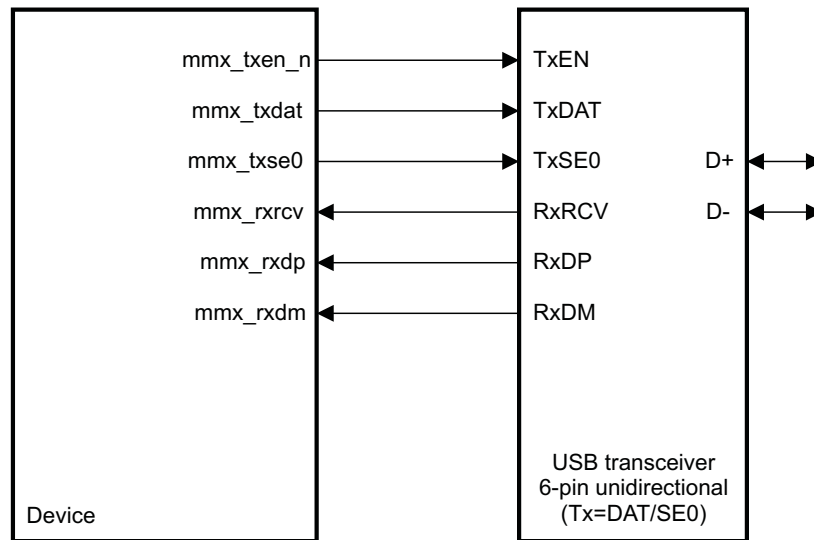 mmx_txen_n TxEN
mmx_txdat TxDAT
mmx_txse0 TxSE0 D+
mmx_rxrcv RxRCV D-
mmx_rxdp RxDP
mmx_rxdm RxDM
USB transceiver
6-pin unidirectional
(Tx=DAT/SE0)
Device